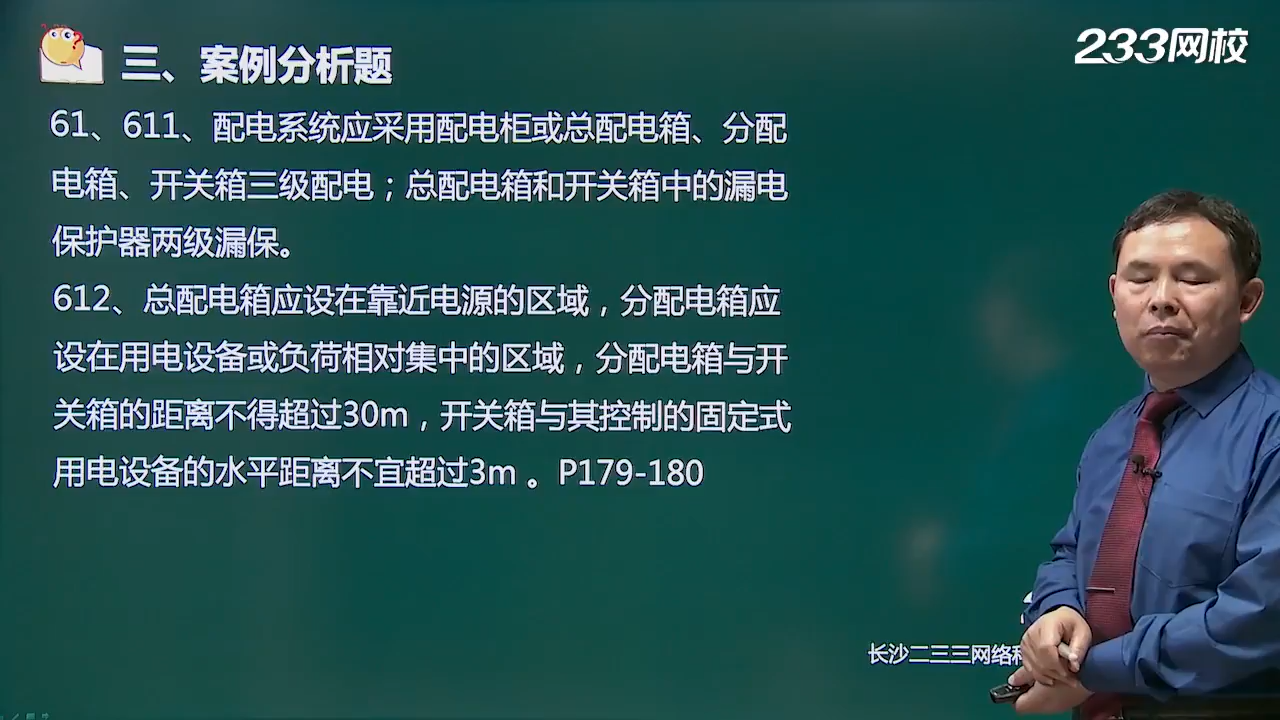 三、案例分析题
233网校
61、611、配电系统应采用配电柜或总配电箱、分配
电箱、开关箱三级配电；总配电箱和开关箱中的漏电
保护器两级漏保。
612、总配电箱应设在靠近电源的区域，分配电箱应
设在用电设备或负荷相对集中的区域，分配电箱与开
关箱的距离不得超过30m，开关箱与其控制的固定式
用电设备的水平距离不宜超过3m 。P179-180
长沙二三三网络